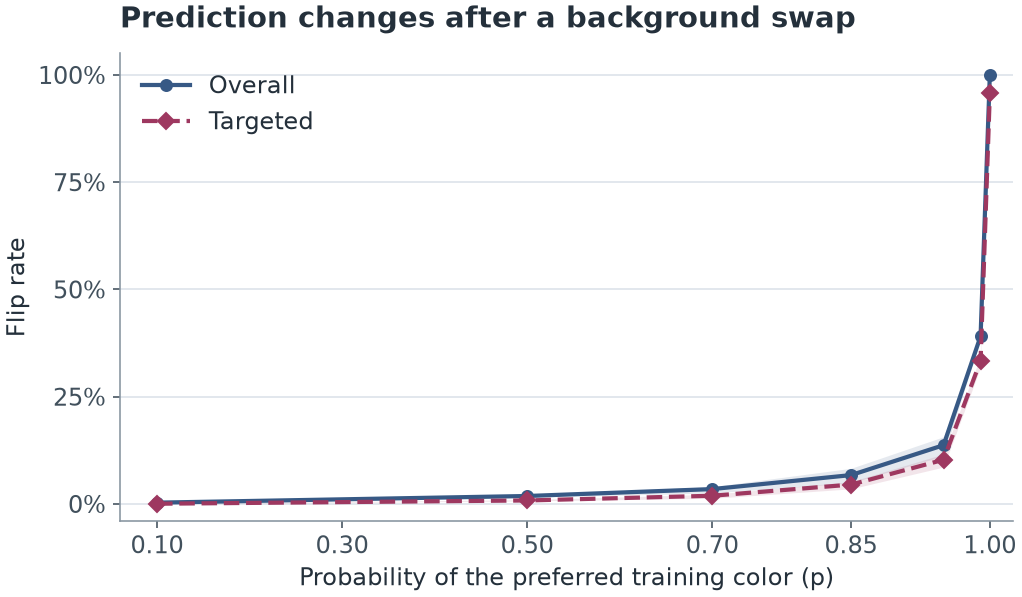 Prediction changes after a background swap
100%
75%
50%
25%
0%
Flip rate
Overall
Targeted
0.10 0.30 0.50 0.70 0.85 1.00
Probability of the preferred training color (p)